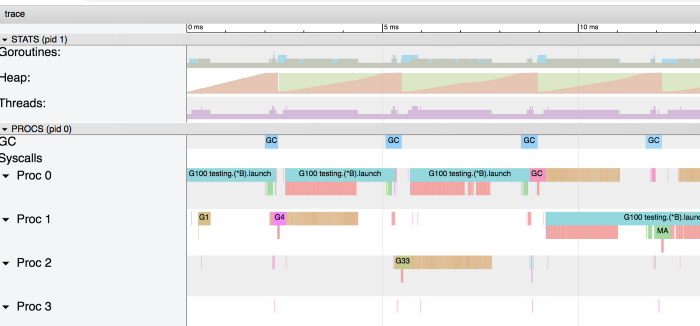 trace
0 ms 5 ms 10 ms
STATS (pid 1)
Goroutines:
Heap:
Threads:
PROCS (pid 0)
GC GC GC GC GC
Syscalls
Proc 0 G100 testing.(*B).launch G100 testing.(*B).launch G100 testing.(*B).launch GC
Proc 1 G1 G4 G100 testing.(*B).launc
MA
Proc 2 G33
Proc 3